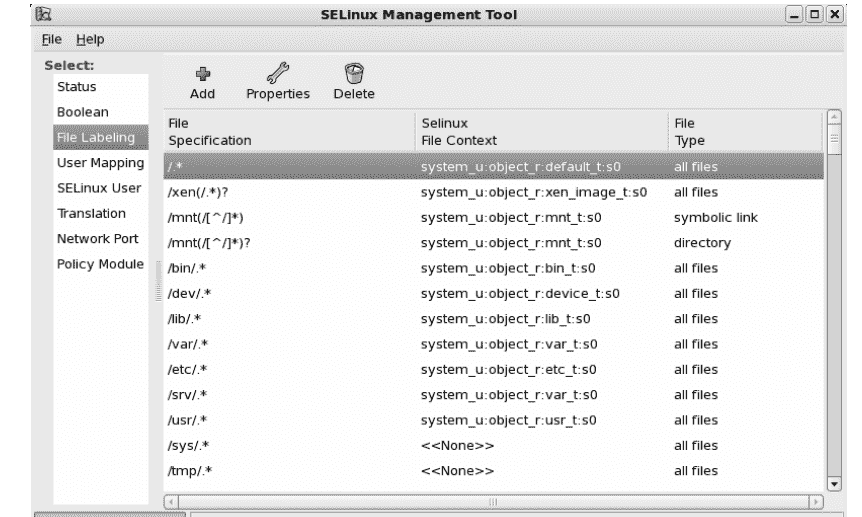 SELinux Management Tool
File Help
Select:
Status
Boolean
File Labeling
User Mapping
SELinux User
Translation
Network Port
Policy Module
Add Properties Delete
File Selinux File
Specification File Context Type
/.* system_u:object_r:default_t:s0 all files
/xen(/.*)? system_u:object_r:xen_image_t:s0 all files
/mnt(/[^/]*) system_u:object_r:mnt_t:s0 symbolic link
/mnt(/[^/]*)? system_u:object_r:mnt_t:s0 directory
/bin/.* system_u:object_r:bin_t:s0 all files
/dev/.* system_u:object_r:device_t:s0 all files
/lib/.* system_u:object_r:lib_t:s0 all files
/var/.* system_u:object_r:var_t:s0 all files
/etc/.* system_u:object_r:etc_t:s0 all files
/srv/.* system_u:object_r:var_t:s0 all files
/usr/.* system_u:object_r:usr_t:s0 all files
/sys/.* <<None>> all files
/tmp/.* <<None>> all files